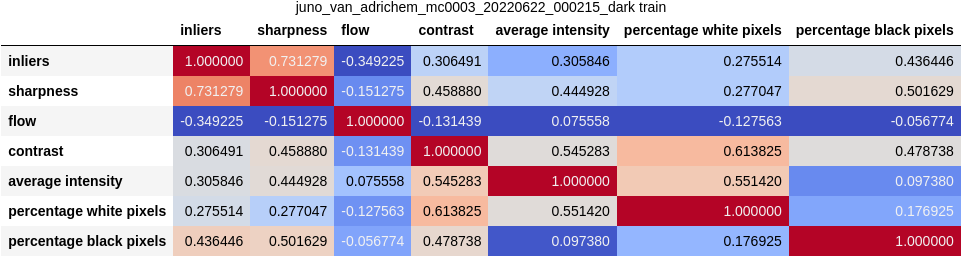 juno_van_adrichem_mc0003_20220622_000215_dark train
inliers sharpness flow contrast average intensity percentage white pixels percentage black pixels
inliers 1.000000 0.731279 -0.349225 0.306491 0.305846 0.275514 0.436446
sharpness 0.731279 1.000000 -0.151275 0.458880 0.444928 0.277047 0.501629
flow -0.349225 -0.151275 1.000000 -0.131439 0.075558 -0.127563 -0.056774
contrast 0.306491 0.458880 -0.131439 1.000000 0.545283 0.613825 0.478738
average intensity 0.305846 0.444928 0.075558 0.545283 1.000000 0.551420 0.097380
percentage white pixels 0.275514 0.277047 -0.127563 0.613825 0.551420 1.000000 0.176925
percentage black pixels 0.436446 0.501629 -0.056774 0.478738 0.097380 0.176925 1.000000